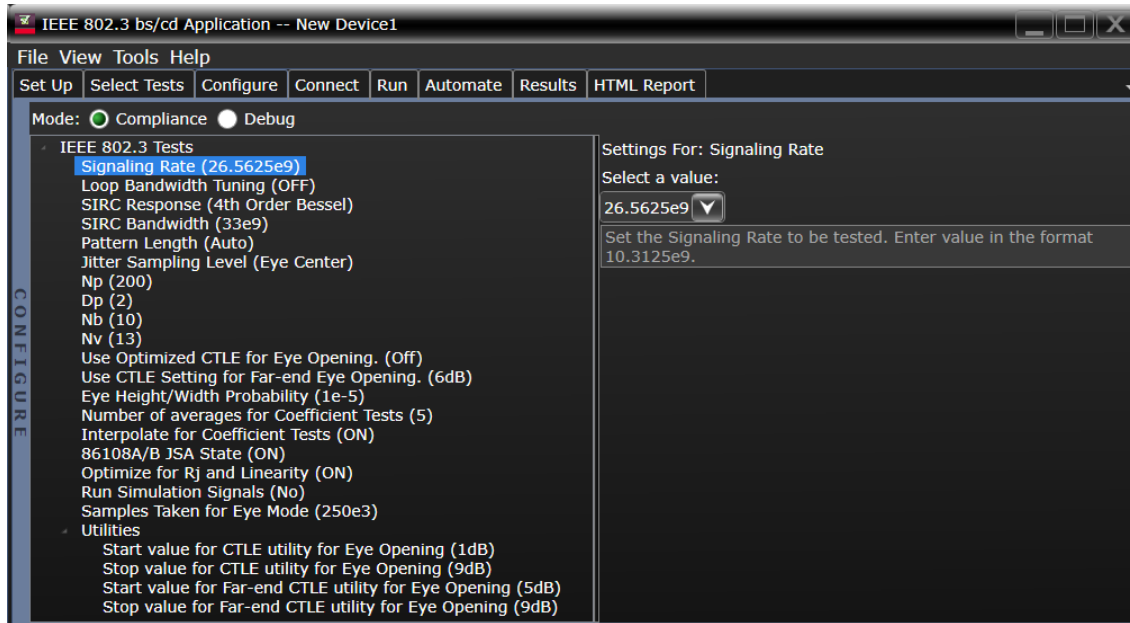 IEEE 802.3 bs/cd Application -- New Devi1
File View Tools Help
Set Up Select Tests Configure Connect Run Automate Results HTML Report
Mode: Compliance Debug
IEEE 802.3 Tests
Signaling Rate (26.5625e9)
Loop Bandwidth Tuning (OFF)
SIRC Response (4th Order Bessel)
SIRC Bandwidth (33e9)
Pattern Length (Auto)
Jitter Sampling Level (Eye Center)
Np (200)
Dp (2)
Nb (10)
Nv (13)
Use Optimized CTLE for Eye Opening. (Off)
Use CTLE Setting for Far-end Eye Opening. (6dB)
Eye Height/Width Probability (1e-5)
Number of averages for Coefficient Tests (5)
Interpolate for Coefficient Tests (ON)
86108A/B JSA State (ON)
Optimize for Rj and Linearity (ON)
Run Simulation Signals (No)
Samples Taken for Eye Mode (250e3)
Utilities
Start value for CTLE utility for Eye Opening (1dB)
Stop value for CTLE utility for Eye Opening (9dB)
Start value for Far-end CTLE utility for Eye Opening (5dB)
Stop value for Far-end CTLE utility for Eye Opening (9dB)
CONFIGURE
Settings For: Signaling Rate
Select a value:
26.5625e9
Set the Signaling Rate to be tested. Enter value in the format
10.3125e9.